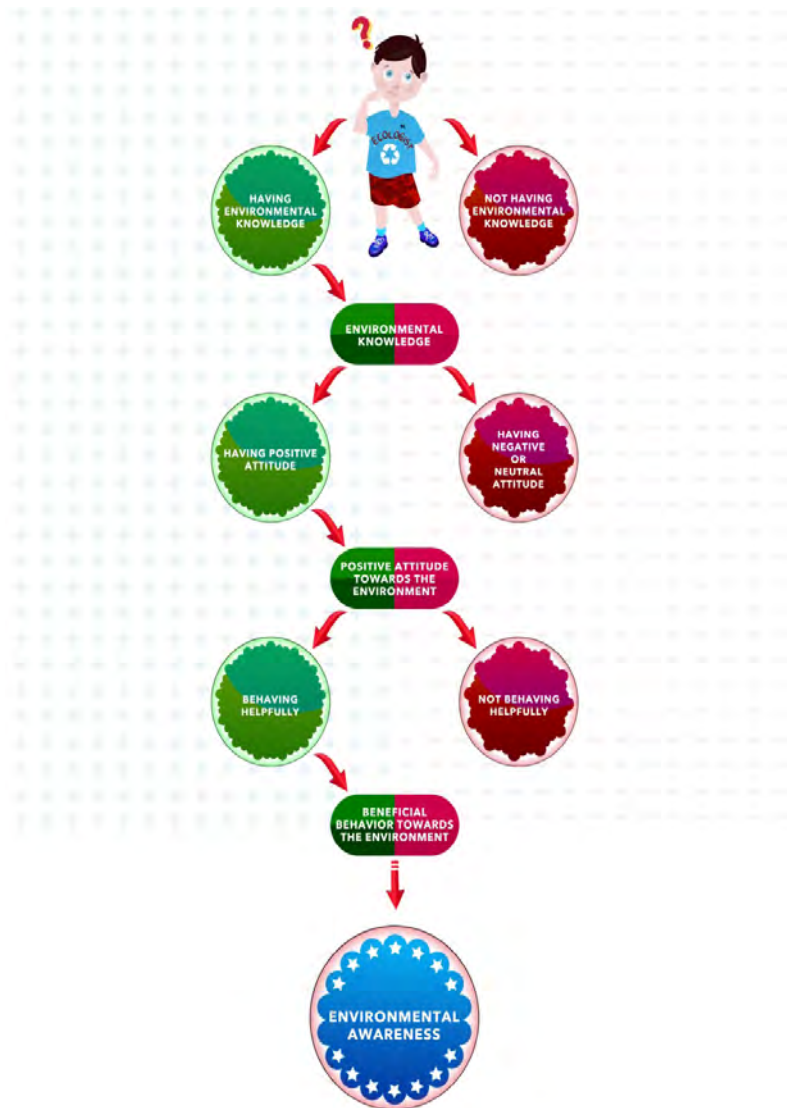 ?
ELOLOGIST
HAVING
ENVIRONMENTAL
KNOWLEDGE
NOT HAVING
ENVIRONMENTAL
KNOWLEDGE
ENVIRONMENTAL
KNOWLEDGE
HAVING POSITIVE
ATTITUDE
HAVING
NEGATIVE
OR
NEUTRAL
ATTITUDE
POSITIVE ATTITUDE
TOWARDS THE
ENVIRONMENT
BEHAVING
HELPFULLY
NOT BEHAVING
HELPFULLY
BENEFICIAL
BEHAVIOR TOWARDS
THE ENVIRONMENT
ENVIRONMENTAL
AWARENESS